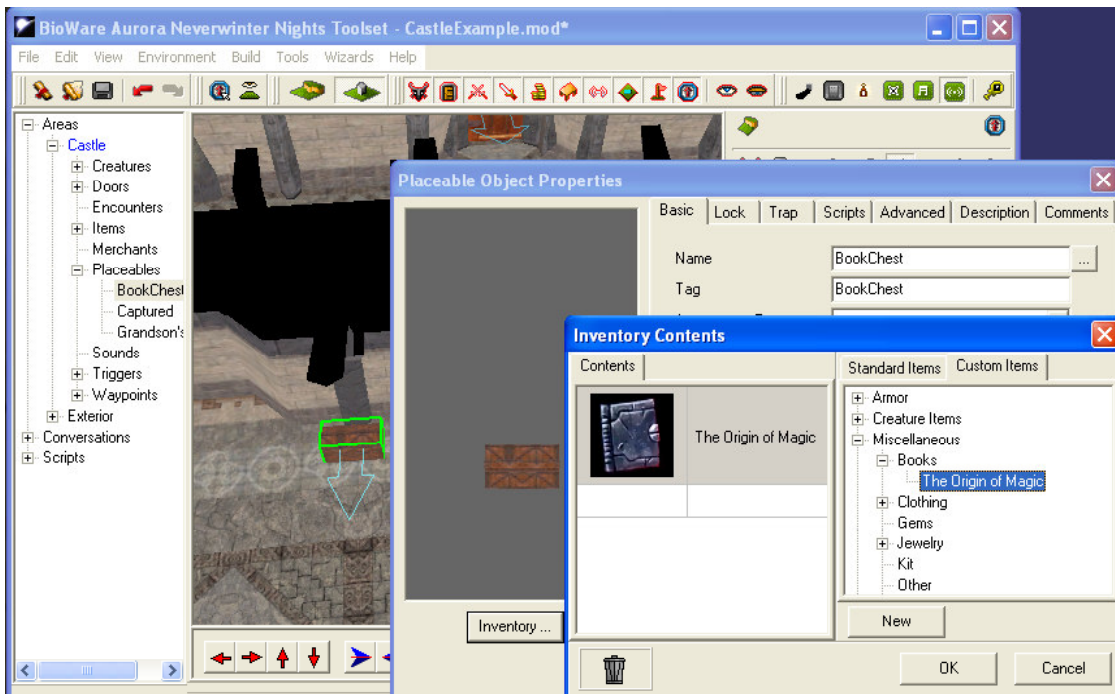 BioWare Aurora Neverwinter Nights Toolset - CastleExample.mod*
File Edit View Environment Build Tools Wizards Help
Areas
Castle
Creatures
Doors
Encounters
Items
Merchants
Placeables
BookChest
Captured
Grandson's
Sounds
Triggers
Waypoints
Exterior
Conversations
Scripts
Placeable Object Properties
Basic Lock Trap Scripts Advanced Description Comments
Name BookChest ...
Tag BookChest
Inventory ...
Inventory Contents
Contents
The Origin of Magic
Standard Items Custom Items
Armor
Creature Items
Miscellaneous
Books
The Origin of Magic
Clothing
Gems
Jewelry
Kit
Other
New
OK Cancel